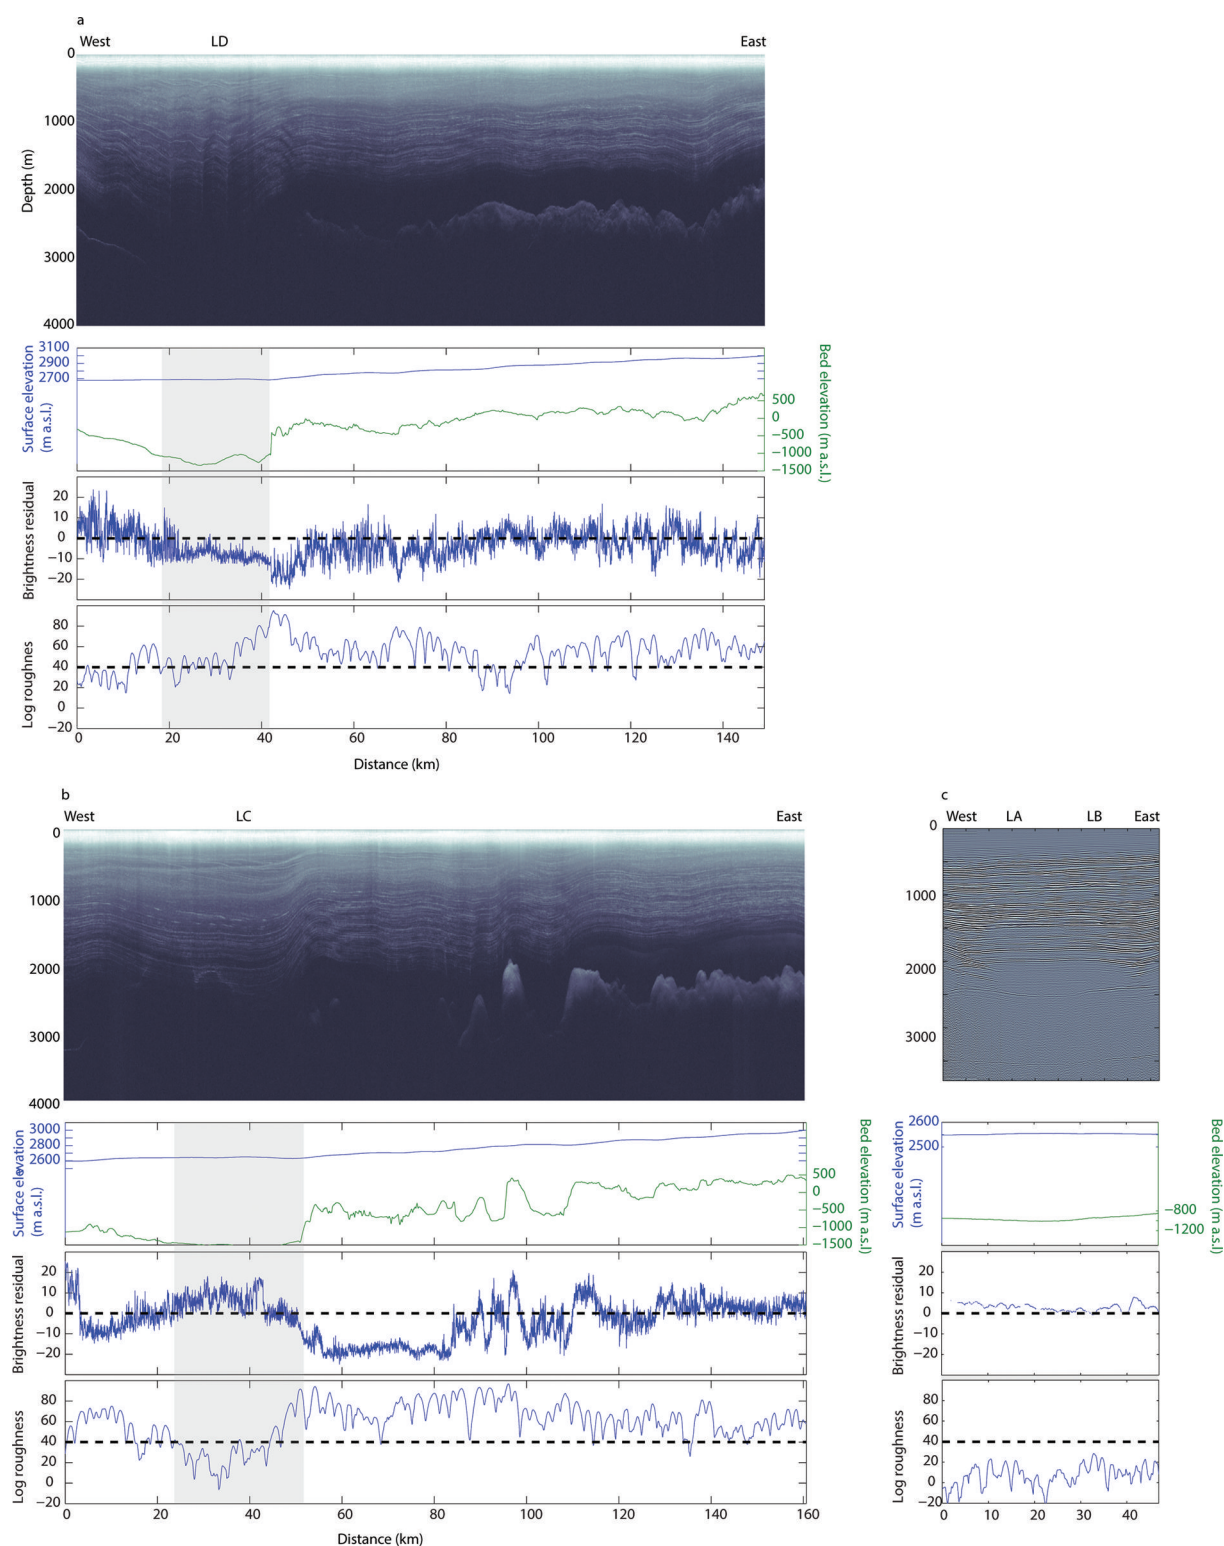 a
West LD East
0
1000
2000
3000
4000
Depth (m)
3100
2900
2700
Surface elevation
(m a.s.l.)
500
0
−500
−1000
−1500
Bed elevation (m a.s.l.)
20
10
0
−10
−20
Brightness residual
80
60
40
20
0
−20
Log roughnes
0 20 40 60 80 100 120 140
Distance (km)
b
West LC East
0
1000
2000
3000
4000
3000
2800
2600
Surface elevation
(m a.s.l.)
500
0
−500
−1000
−1500
Bed elevation (m a.s.l)
20
10
0
−10
−20
Brightness residual
80
60
40
20
0
−20
Log roughness
0 20 40 60 80 100 120 140 160
Distance (km)
c
West LA LB East
0
1000
2000
3000
2600
2500
Surface elevation
(m a.s.l.)
−800
−1200
Bed elevation (m a.s.l.)
20
10
0
−10
−20
Brightness residual
80
60
40
20
0
−20
Log roughness
0 10 20 30 40